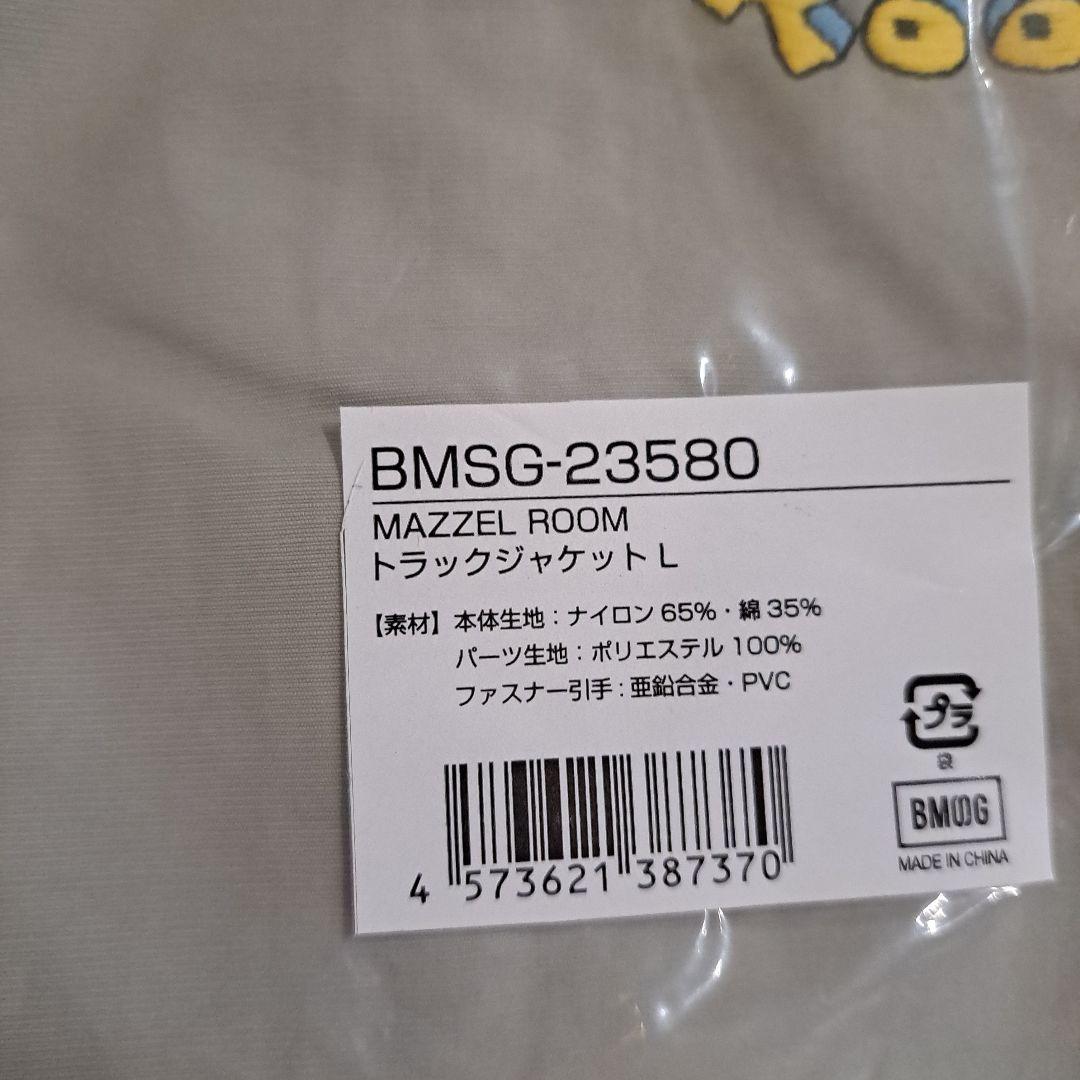 BMSG-23580
MAZZEL ROOM
トラックジャケット L
【素材】本体生地：ナイロン 65%・綿 35%
パーツ生地：ポリエステル 100%
ファスナー引手：亜鉛合金・PVC
プラ
袋
BMSG
MADE IN CHINA
4 573621 387370